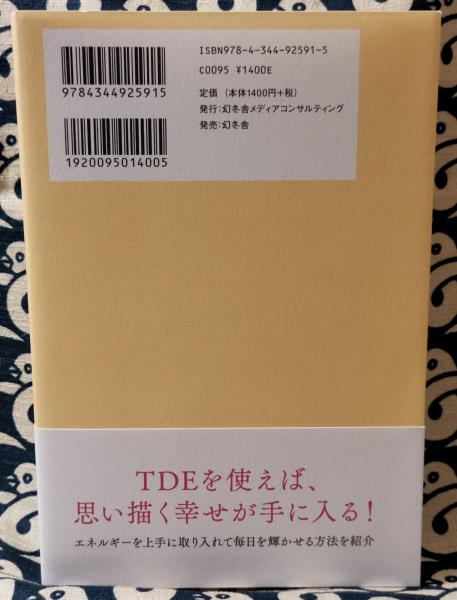 ISBN978-4-344-92591-5
C0095 ¥1400E
9784344925915
定価（本体1400円+税）
発行：幻冬舎メディアコンサルティング
発売：幻冬舎
1920095014005
TDEを使えば、
思い描く幸せが手に入る！
エネルギーを上手に取り入れて毎日を輝かせる方法を紹介